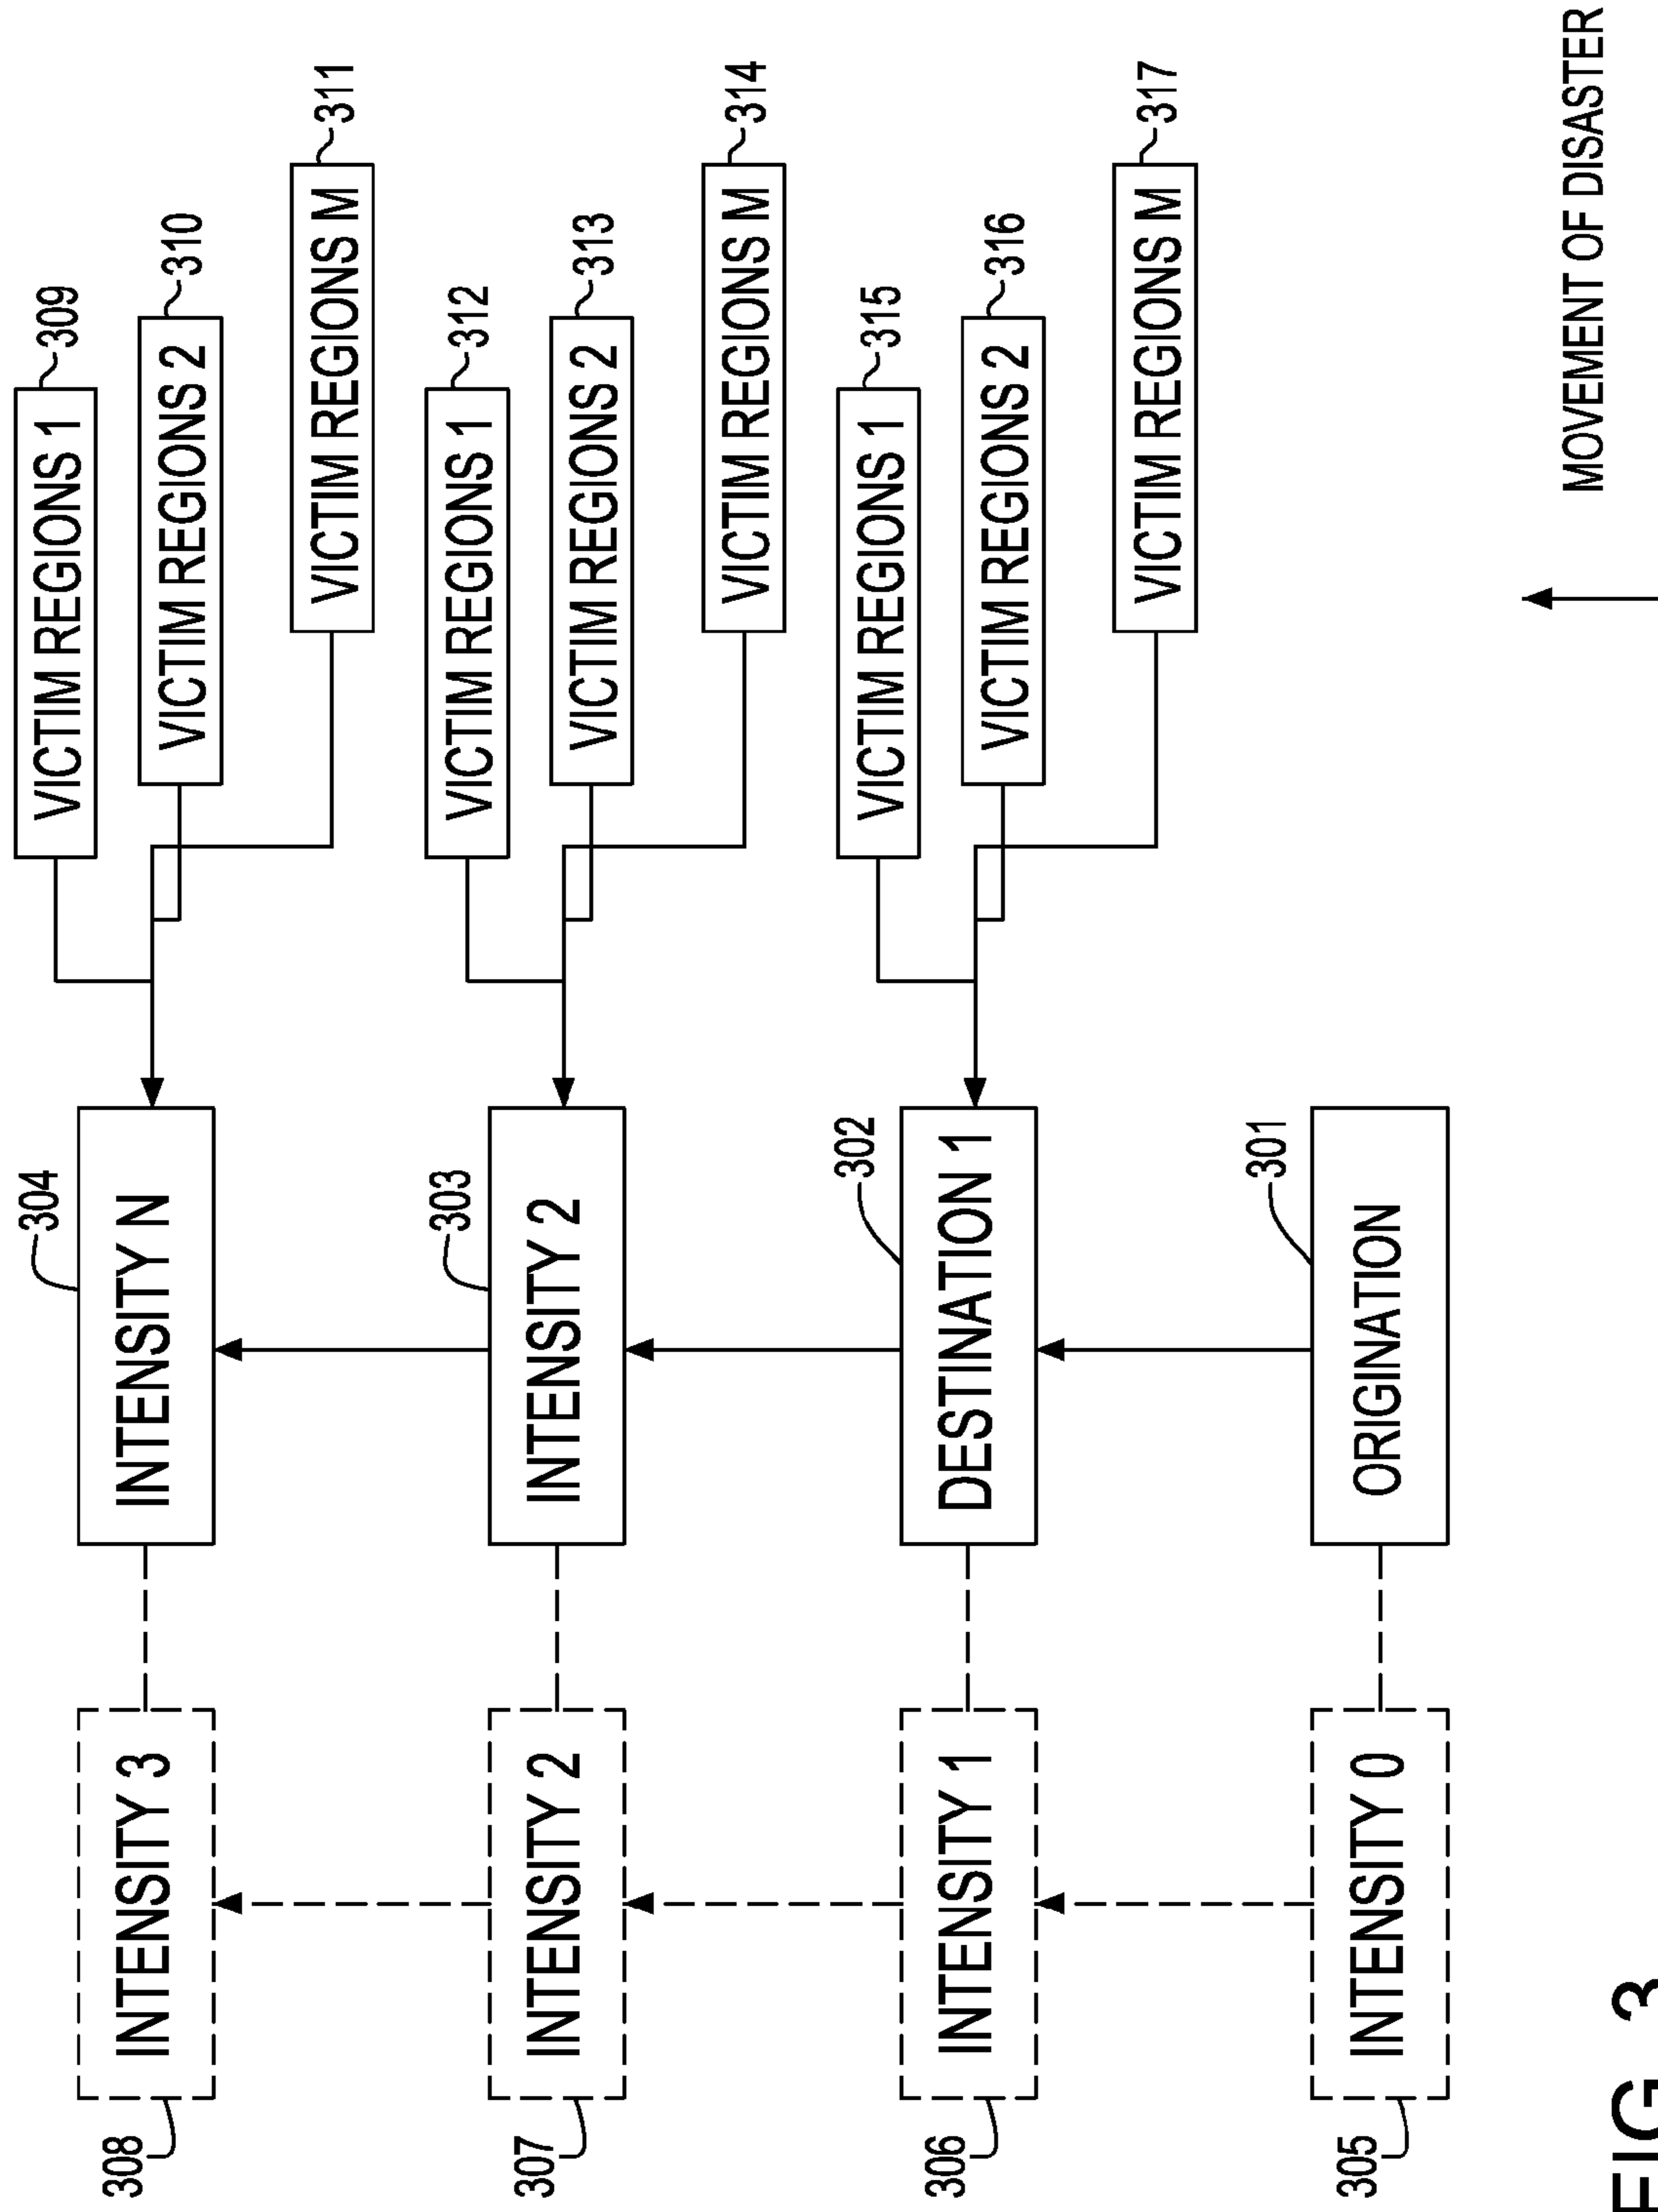 308
INTENSITY 3
INTENSITY N
304
VICTIM REGIONS 1
309
VICTIM REGIONS 2
310
VICTIM REGIONS M
311
307
INTENSITY 2
INTENSITY 2
303
VICTIM REGIONS 1
312
VICTIM REGIONS 2
313
VICTIM REGIONS M
314
306
INTENSITY 1
DESTINATION 1
302
VICTIM REGIONS 1
315
VICTIM REGIONS 2
316
VICTIM REGIONS M
317
305
INTENSITY 0
ORIGINATION
301
MOVEMENT OF DISASTER
FIG 3